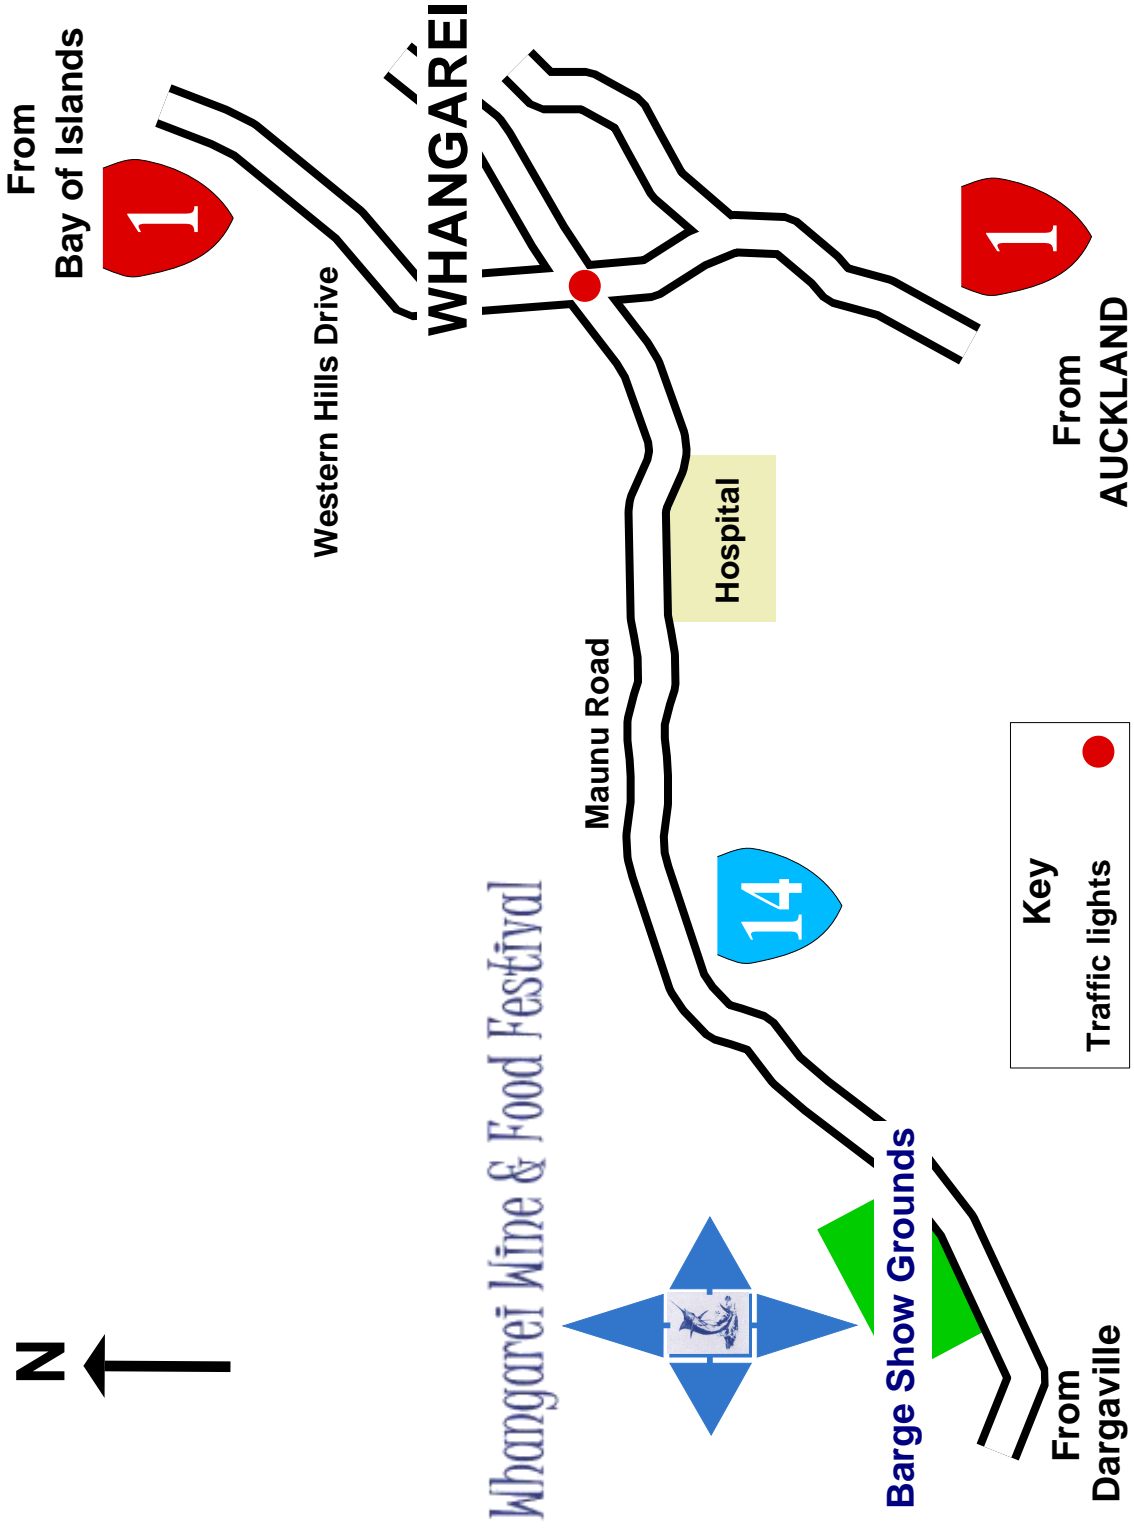 N
From
Bay of Islands
1
Western Hills Drive
WHANGAREI
Whangarei Wine & Food Festival
Maunu Road
Hospital
14
Barge Show Grounds
1
From
AUCKLAND
Key
Traffic lights
From
Dargaville